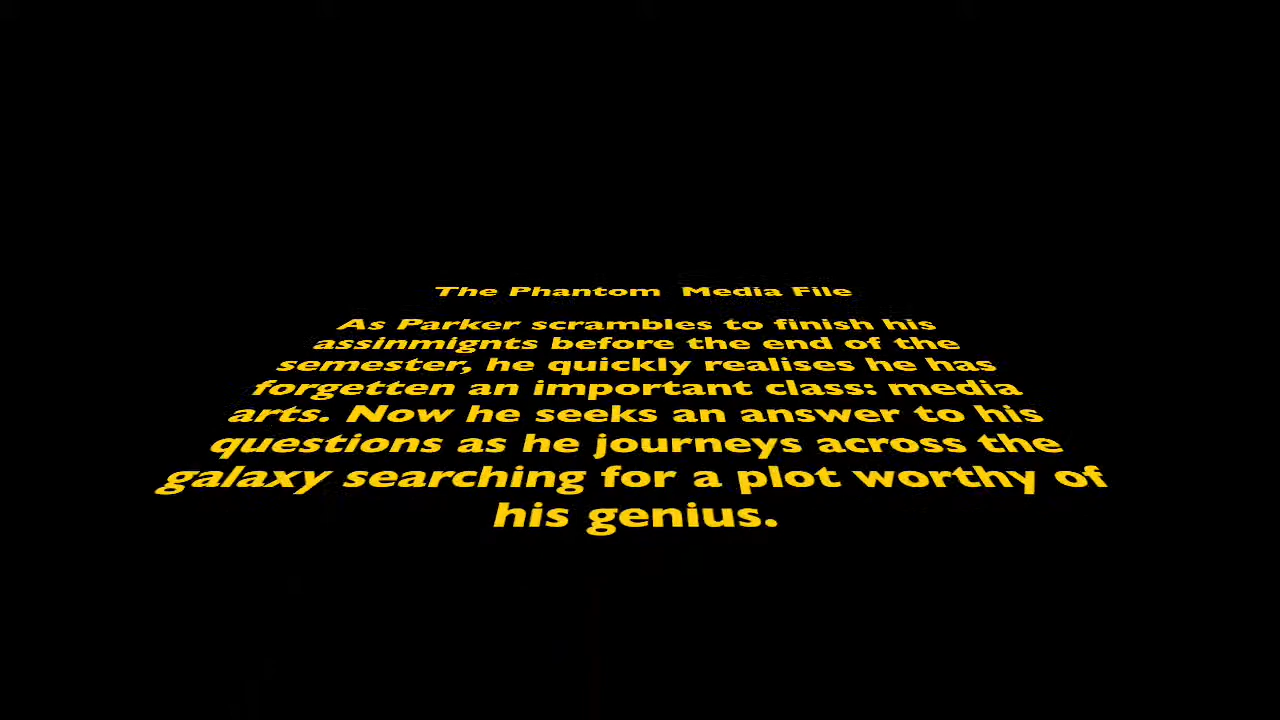 The Phantom  Media File
As Parker scrambles to finish his
assinmignts before the end of the
semester, he quickly realises he has
forgetten an important class: media
arts. Now he seeks an answer to his
questions as he journeys across the
galaxy searching for a plot worthy of
his genius.